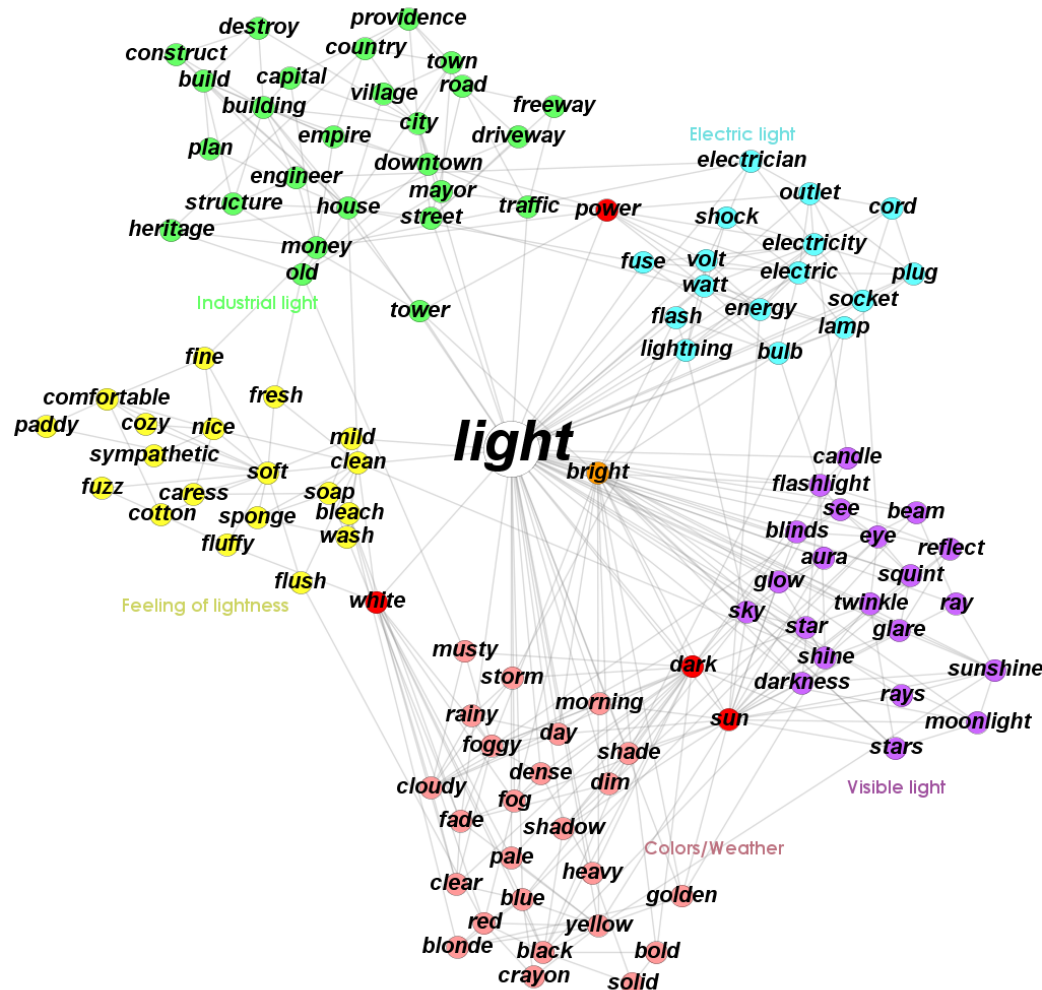 providence
destroy
country
construct
town
build
capital
road
village
building
freeway
city
empire
driveway
plan
downtown
engineer
mayor
structure
house
street
traffic
heritage
money
old
Industrial light
tower
Electric light
electrician
outlet
power
shock
cord
electricity
fuse
volt
electric
plug
watt
energy
socket
flash
lamp
lightning
bulb
fine
comfortable
fresh
paddy
cozy
nice
mild
sympathetic
soft
clean
fuzz
caress
soap
cotton
sponge
bleach
fluffy
wash
flush
Feeling of lightness
white
light
bright
candle
flashlight
see
beam
blinds
eye
aura
reflect
glow
squint
sky
twinkle
ray
star
glare
shine
dark
darkness
sunshine
rays
sun
moonlight
stars
Visible light
musty
storm
morning
rainy
day
foggy
shade
cloudy
dense
dim
fog
fade
shadow
Colors/Weather
pale
heavy
clear
blue
golden
red
yellow
blonde
black
bold
crayon
solid